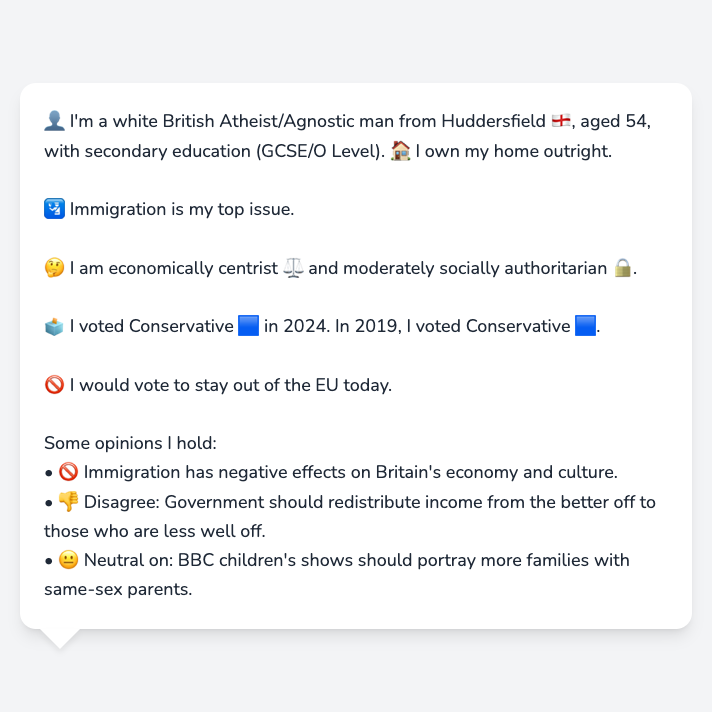 👤 I'm a white British Atheist/Agnostic man from Huddersfield 🏴󠁧󠁢󠁥󠁮󠁧󠁿, aged 54,
with secondary education (GCSE/O Level). 🏠 I own my home outright.
🛂 Immigration is my top issue.
🤔 I am economically centrist ⚖️ and moderately socially authoritarian 🔒.
🗳️ I voted Conservative 🟦 in 2024. In 2019, I voted Conservative 🟦.
🚫 I would vote to stay out of the EU today.
Some opinions I hold:
• 🚫 Immigration has negative effects on Britain's economy and culture.
• 👎 Disagree: Government should redistribute income from the better off to
those who are less well off.
• 😐 Neutral on: BBC children's shows should portray more families with
same-sex parents.